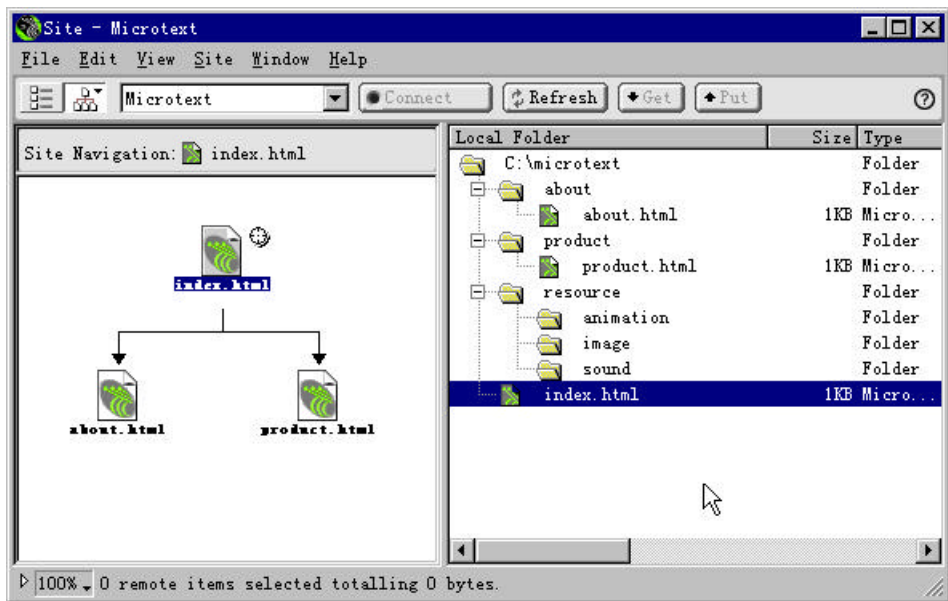 Site - Microtext
File Edit View Site Window Help
Microtext Connect Refresh Get Put
Site Navigation: index.html
index.html
about.html product.html
Local Folder Size Type
C:\microtext Folder
about Folder
about.html 1KB Micro...
product Folder
product.html 1KB Micro...
resource Folder
animation Folder
image Folder
sound Folder
index.html 1KB Micro...
100% 0 remote items selected totalling 0 bytes.